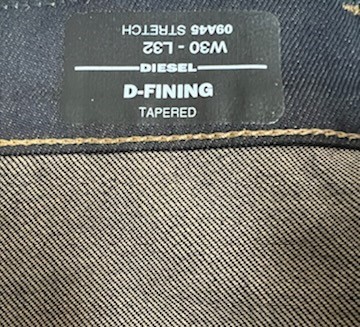 09A45 STRETCH
W30 - L32
DIESEL
D-FINING
TAPERED